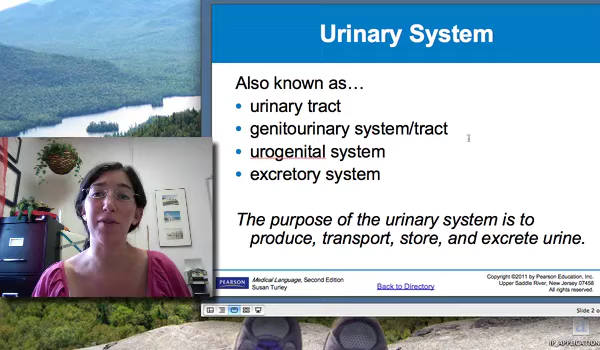 Urinary System
Also known as…
• urinary tract
• genitourinary system/tract
• urogenital system
• excretory system
The purpose of the urinary system is to
produce, transport, store, and excrete urine.
PEARSON
Medical Language, Second Edition
Susan Turley
Back to Directory
Copyright ©2011 by Pearson Education, Inc.
Upper Saddle River, New Jersey 07458
All rights reserved.
Slide 2 o